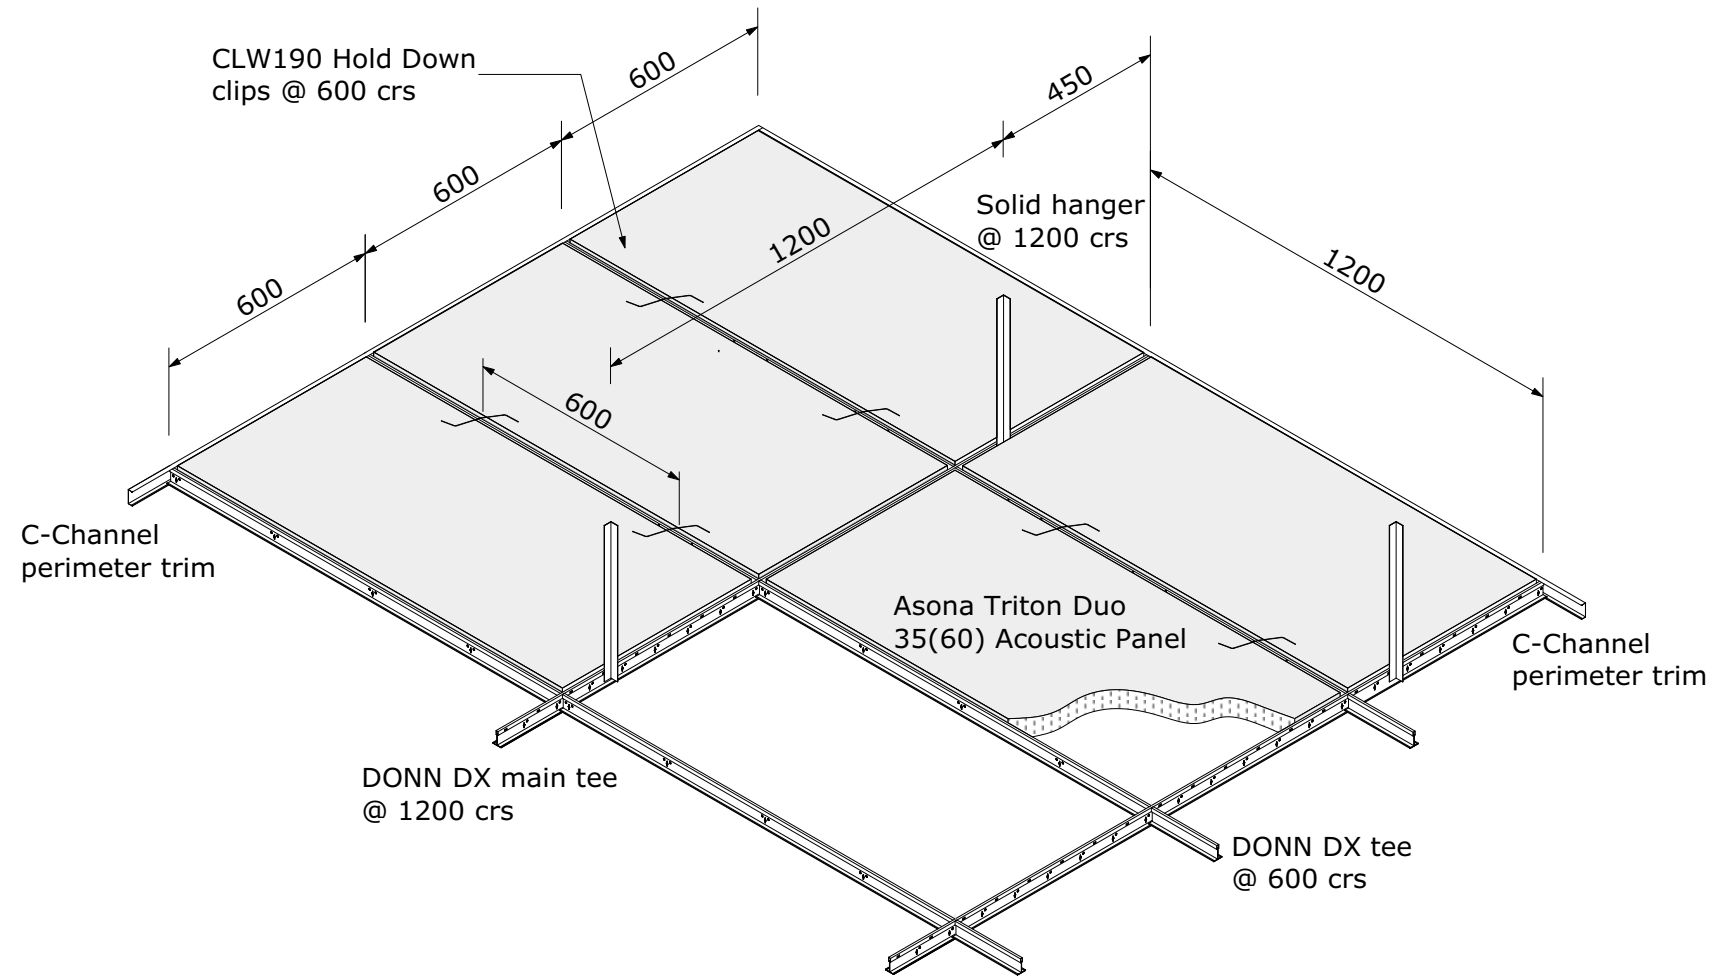 CLW190 Hold Down
clips @ 600 crs
600
450
600
Solid hanger
@ 1200 crs
1200
1200
600
600
C-Channel
perimeter trim
Asona Triton Duo
35(60) Acoustic Panel
C-Channel
perimeter trim
DONN DX main tee
@ 1200 crs
DONN DX tee
@ 600 crs